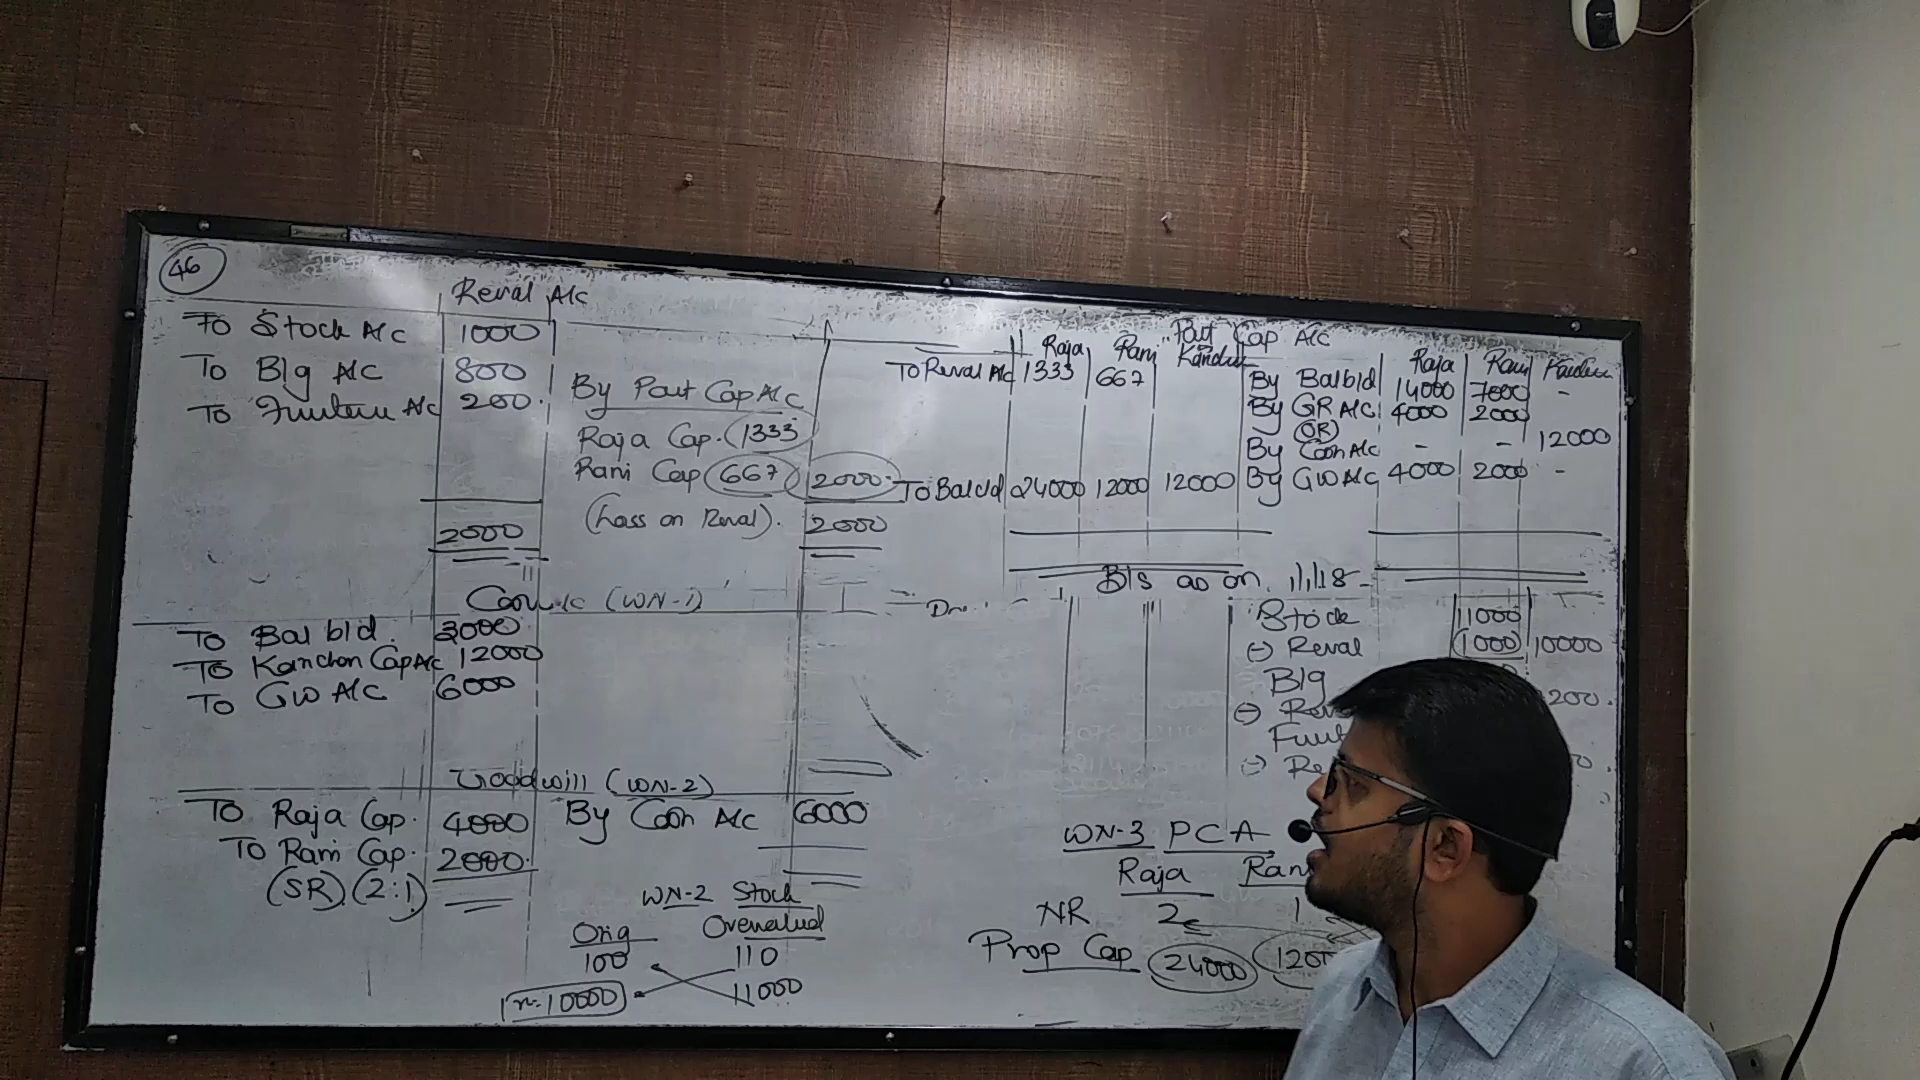 46
Reval A/c
To Stock A/c 1000
To Blg A/c 800
To Furniture A/c 200
By Part Cap A/c
Raja Cap. 1333
Rani Cap 667 2000
(Loss on Reval).
2000 2000
Cash A/c (WN-1)
To Bal b/d. 3000
To Kanchan Cap A/c 12000
To GW A/c 6000
Goodwill (WN-2)
To Raja Cap. 4000 By Cash A/c 6000
To Rani Cap. 2000
(SR) (2:1)
WN-2 Stock
Orig Overvalued
100 110
10000 11000
Part Cap A/c
Raja Rani Raja Rani
To Reval A/c 1333 667 By Bal b/d 14000 7000 -
By GR A/c 4000 2000
(OR)
By Cash A/c - - 12000
To Bal c/d 24000 12000 12000 By GW A/c 4000 2000 -
B/s as on 1/1/18
Stock 11000
(-) Reval (1000) 10000
Blg
(-)
(-)
WN-3 PCA
Raja Rani
NR 2 1
Prop Cap 24000